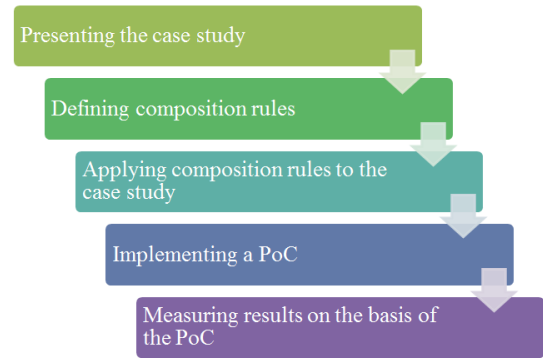 Presenting the case study
Defining composition rules
Applying composition rules to the
case study
Implementing a PoC
Measuring results on the basis of
the PoC